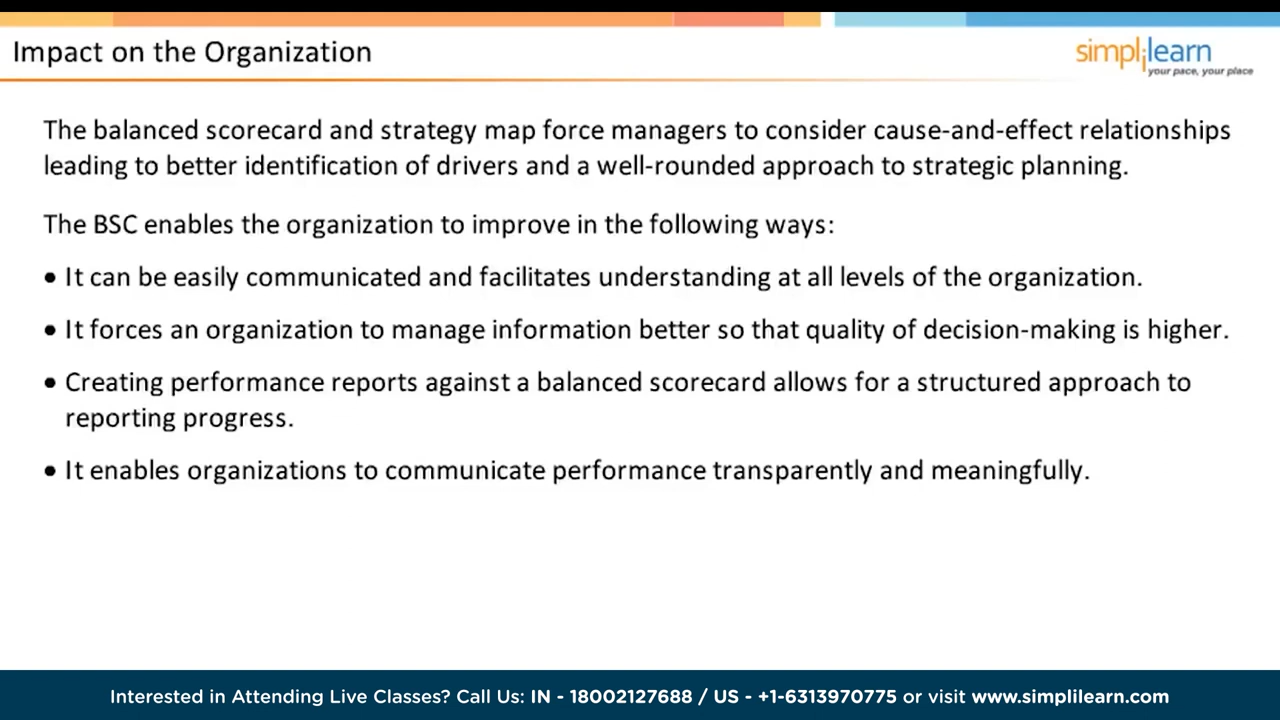 Impact on the Organization
simplilearn
your pace, your place
The balanced scorecard and strategy map force managers to consider cause-and-effect relationships
leading to better identification of drivers and a well-rounded approach to strategic planning.
The BSC enables the organization to improve in the following ways:
• It can be easily communicated and facilitates understanding at all levels of the organization.
• It forces an organization to manage information better so that quality of decision-making is higher.
• Creating performance reports against a balanced scorecard allows for a structured approach to
reporting progress.
• It enables organizations to communicate performance transparently and meaningfully.
Interested in Attending Live Classes? Call Us: IN - 18002127688 / US - +1-6313970775 or visit www.simplilearn.com